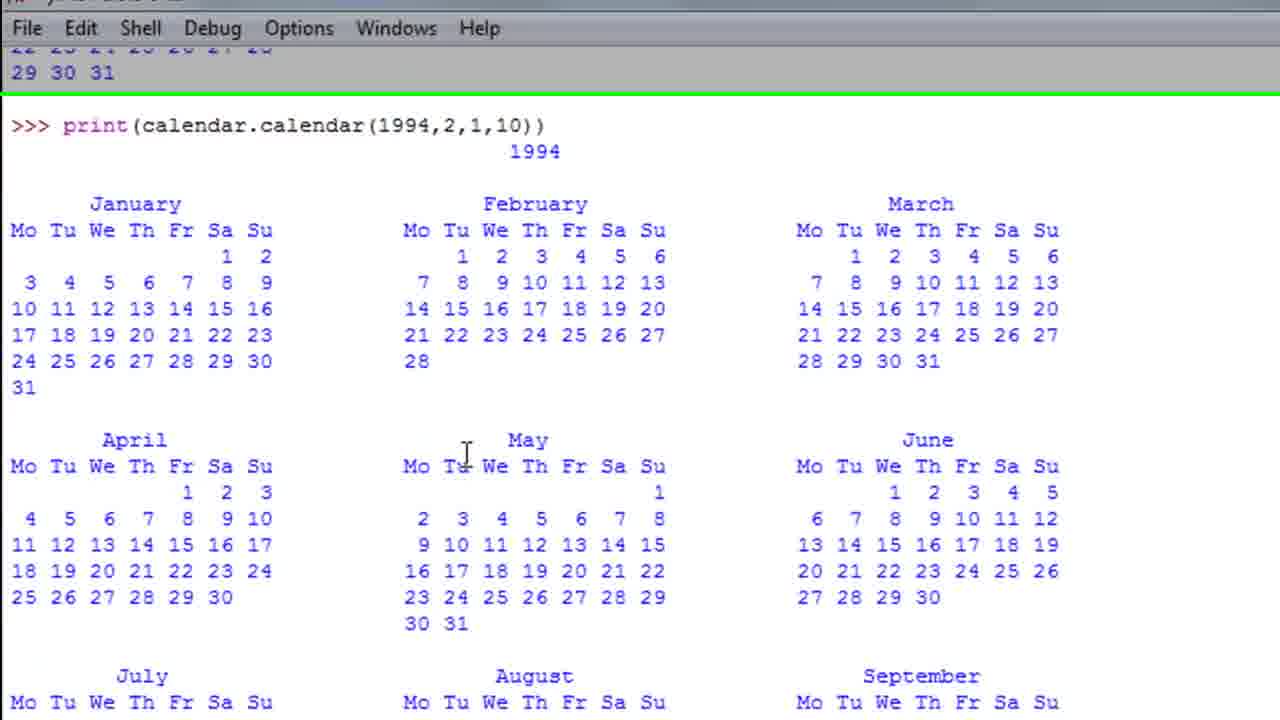 File Edit Shell Debug Options Windows Help
29 30 31
>>> print(calendar.calendar(1994,2,1,10))
1994
January February March
Mo Tu We Th Fr Sa Su Mo Tu We Th Fr Sa Su Mo Tu We Th Fr Sa Su
1 2 1 2 3 4 5 6 1 2 3 4 5 6
3 4 5 6 7 8 9 7 8 9 10 11 12 13 7 8 9 10 11 12 13
10 11 12 13 14 15 16 14 15 16 17 18 19 20 14 15 16 17 18 19 20
17 18 19 20 21 22 23 21 22 23 24 25 26 27 21 22 23 24 25 26 27
24 25 26 27 28 29 30 28 28 29 30 31
31
April May June
Mo Tu We Th Fr Sa Su Mo Tu We Th Fr Sa Su Mo Tu We Th Fr Sa Su
1 2 3 1 1 2 3 4 5
4 5 6 7 8 9 10 2 3 4 5 6 7 8 6 7 8 9 10 11 12
11 12 13 14 15 16 17 9 10 11 12 13 14 15 13 14 15 16 17 18 19
18 19 20 21 22 23 24 16 17 18 19 20 21 22 20 21 22 23 24 25 26
25 26 27 28 29 30 23 24 25 26 27 28 29 27 28 29 30
30 31
July August September
Mo Tu We Th Fr Sa Su Mo Tu We Th Fr Sa Su Mo Tu We Th Fr Sa Su